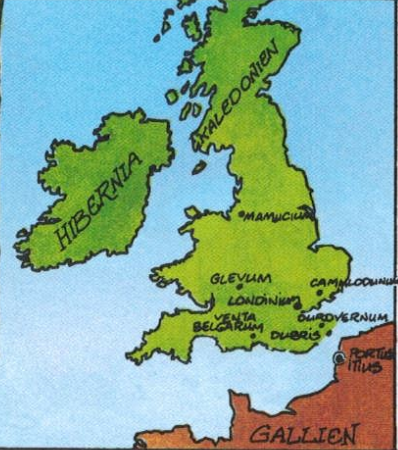 KALEDONIEN
HIBERNIA
MAMUCIUM
GLEVUM
CAMULODUNUM
LONDINIUM
VENTA
BELGARUM
DUROVERNUM
DUBRIS
PORTUS
ITIUS
GALLIEN